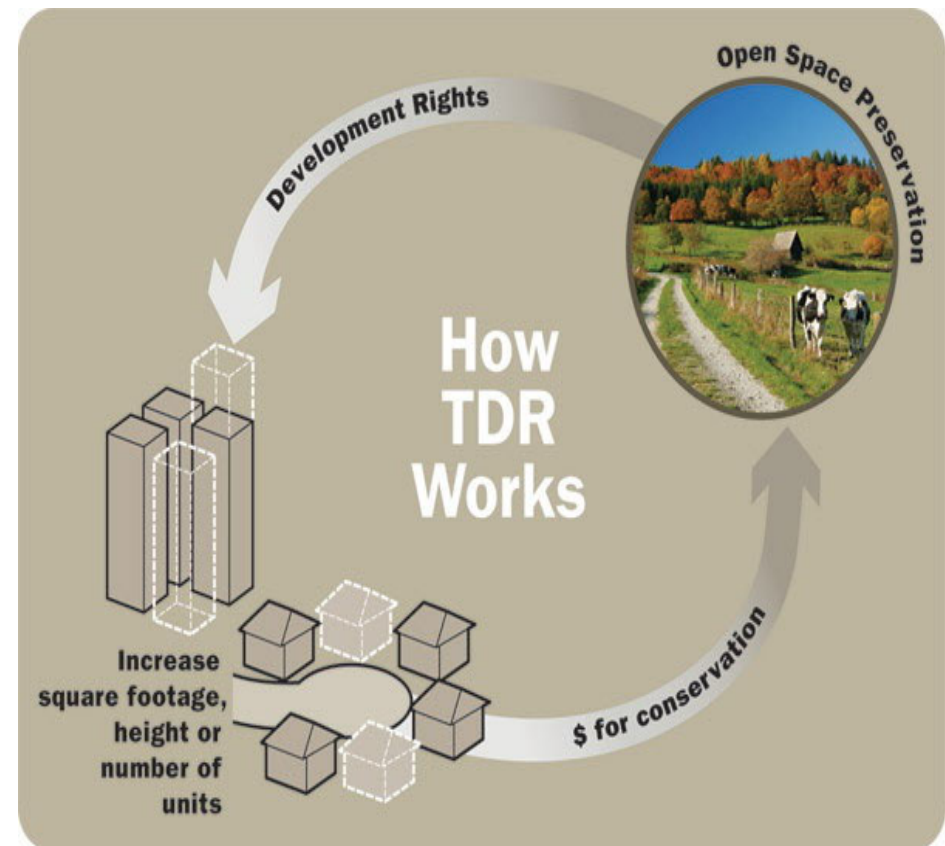 Open Space Preservation
Development Rights
How
TDR
Works
Increase
square footage,
height or
number of
units
$ for conservation